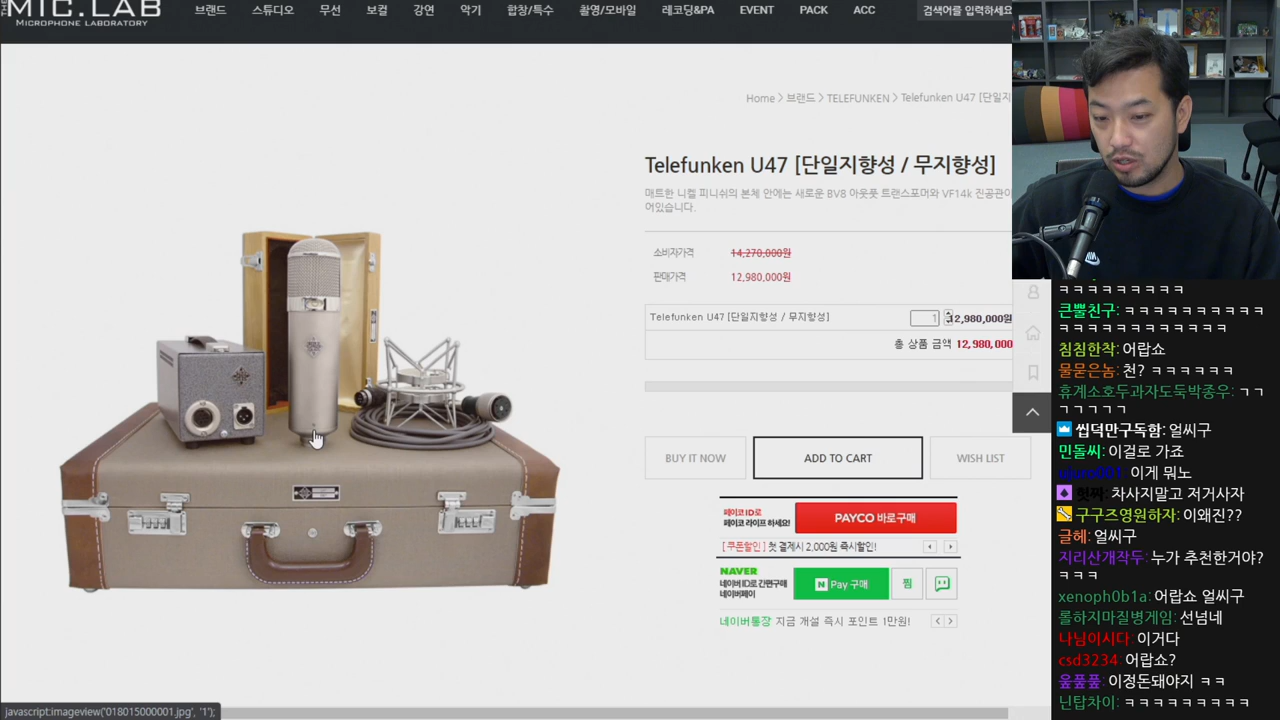 THE MIC.LAB
MICROPHONE LABORATORY
브랜드 스튜디오 무선 보컬 강연 악기 합창/특수 촬영/모바일 레코딩&PA EVENT PACK ACC
검색어를 입력하세요
Home > 브랜드 > TELEFUNKEN > Telefunken U47 [단일지
Telefunken U47 [단일지향성 / 무지향성]
매트한 니켈 피니쉬의 본체 안에는 새로운 BV8 아웃풋 트랜스포머와 VF14k 진공관이
어있습니다.
소비자가격 14,270,000원
판매가격 12,980,000원
Telefunken U47 [단일지향성 / 무지향성] 1 12,980,000원
총 상품 금액 12,980,000
BUY IT NOW ADD TO CART WISH LIST
페이코 ID로
페이코 라이프 하세요!
PAYCO 바로구매
[ 쿠폰할인 ] 첫 결제시 2,000원 즉시할인!
NAVER
네이버 ID로 간편구매
네이버페이
N Pay 구매 찜
네이버통장 지금 개설 즉시 포인트 1만원!
javascript:imageview('018015000001.jpg', '1');
ㅋㅋㅋㅋㅋㅋㅋㅋㅋ
큰뿔친구: ㅋㅋㅋㅋㅋㅋㅋㅋㅋㅋ
ㅋㅋㅋㅋㅋㅋㅋㅋㅋㅋㅋㅋ
침침한착: 어랍쇼
물묻은놈: 천? ㅋㅋㅋㅋㅋㅋ
휴게소호두과자도둑박종우: ㄱㄱ
ㄱㄱㄱㄱㄱ
씹덕만구독함: 얼씨구
민돌씨: 이걸로 가죠
ujuro001: 이게 뭐노
헛짜: 차사지말고 저거사자
구구즈영원하자: 이왜진??
글헤: 얼씨구
지리산개작두: 누가 추천한거야?
ㅋㅋㅋ
xenoph0b1a: 어랍쇼 얼씨구
롤하지마질병게임: 선넘네
나님이시다: 이거다
csd3234: 어랍쇼?
웊풒풒: 이정돈돼야지 ㅋㅋ
닌탑차이: ㅋㅋㅋㅋㅋㅋㅋㅋㅋ